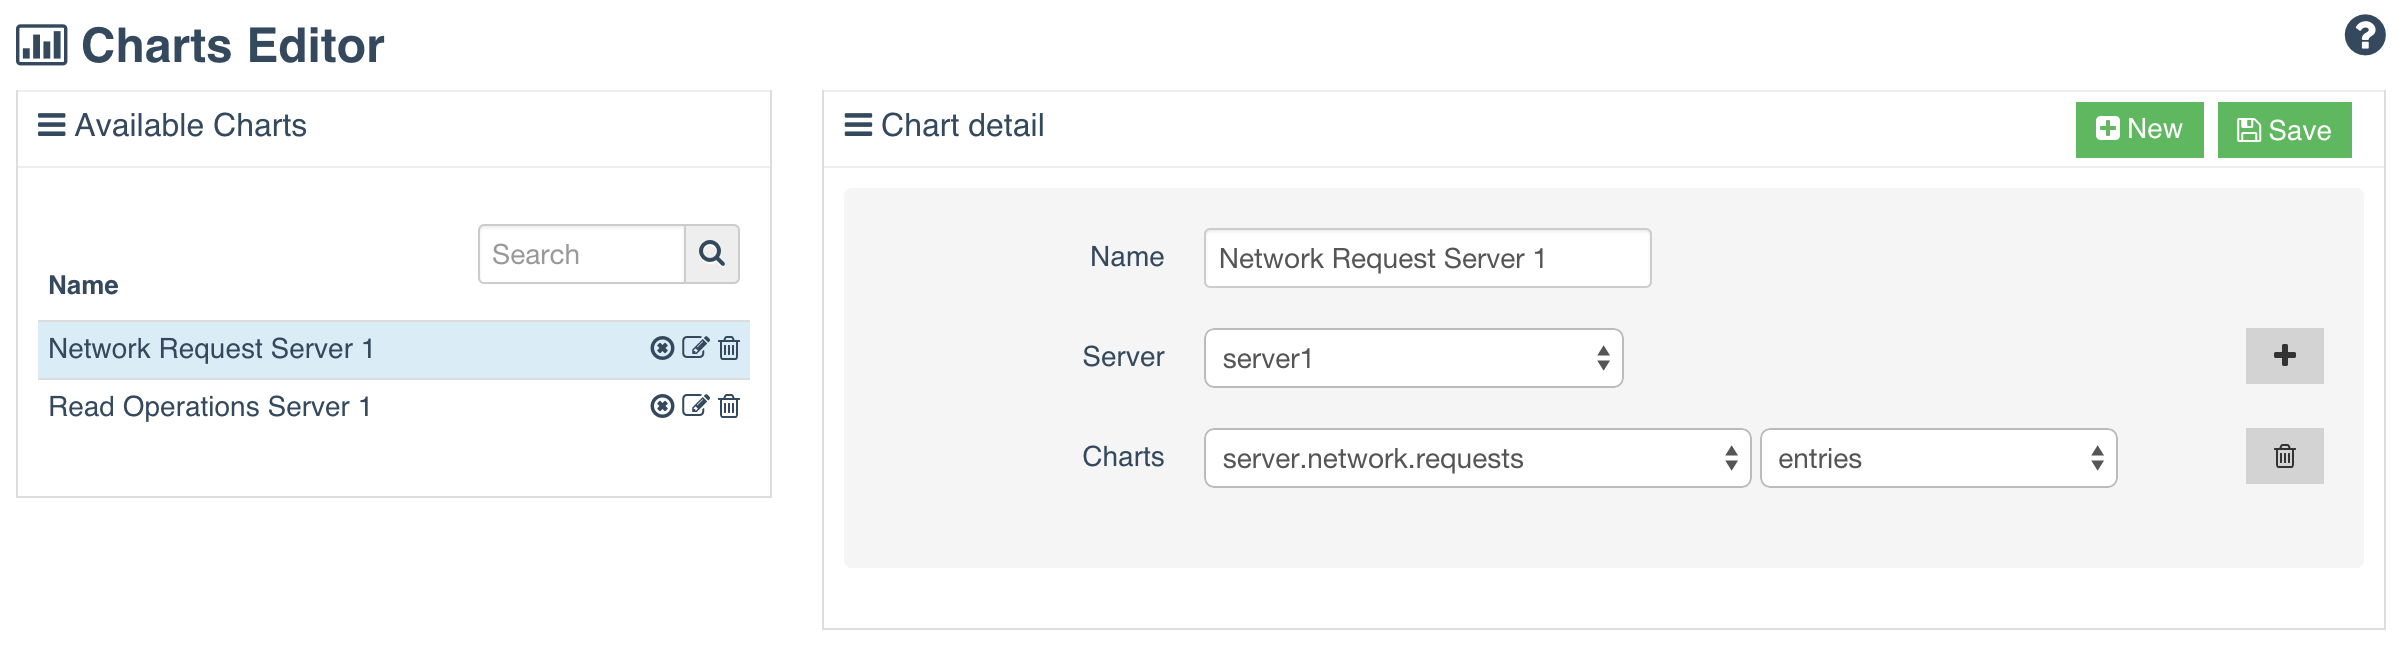 Charts Editor
Available Charts
Search
Name
Network Request Server 1
Read Operations Server 1
Chart detail
New
Save
Name
Network Request Server 1
Server
server1
Charts
server.network.requests
entries